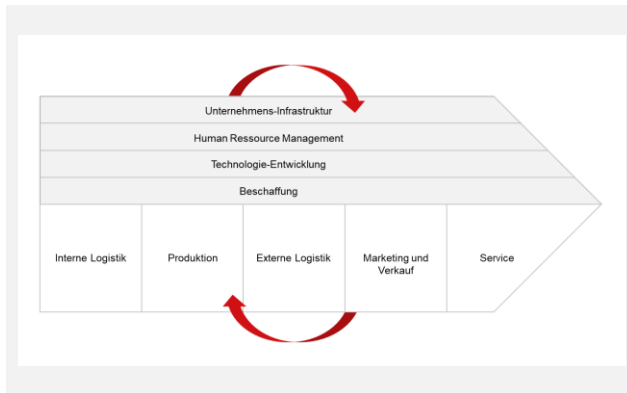 Unternehmens-Infrastruktur
Human Ressource Management
Technologie-Entwicklung
Beschaffung
Interne Logistik
Produktion
Externe Logistik
Marketing und
Verkauf
Service